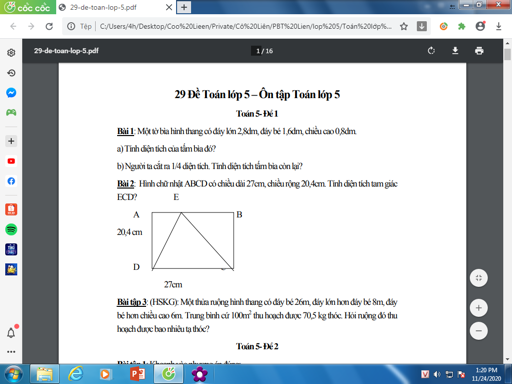 CỐC CỐC
29-de-toan-lop-5.pdf
Tệp
C:/Users/4h/Desktop/Coo%20Lieen/Private/Cô%20Liên/PBT%20Lien/lop%205/Toán%20lớp%...
29-de-toan-lop-5.pdf
1 / 16
29 Đề Toán lớp 5 – Ôn tập Toán lớp 5
Toán 5- Đề 1
Bài 1: Một tờ bìa hình thang có đáy lớn 2,8dm, đáy bé 1,6dm, chiều cao 0,8dm.
a) Tính diện tích của tấm bìa đó?
b) Người ta cắt ra 1/4 diện tích. Tính diện tích tấm bìa còn lại?
Bài 2: Hình chữ nhật ABCD có chiều dài 27cm, chiều rộng 20,4cm. Tính diện tích tam giác
ECD?
E
A
B
20,4 cm
D
27cm
Bài tập 3: (HSKG): Một thửa ruộng hình thang có đáy bé 26m, đáy lớn hơn đáy bé 8m, đáy
bé hơn chiều cao 6m. Trung bình cứ 100m² thu hoạch được 70,5 kg thóc. Hỏi ruộng đó thu
hoạch được bao nhiêu tạ thóc?
Toán 5- Đề 2
1:20 PM
11/24/2020